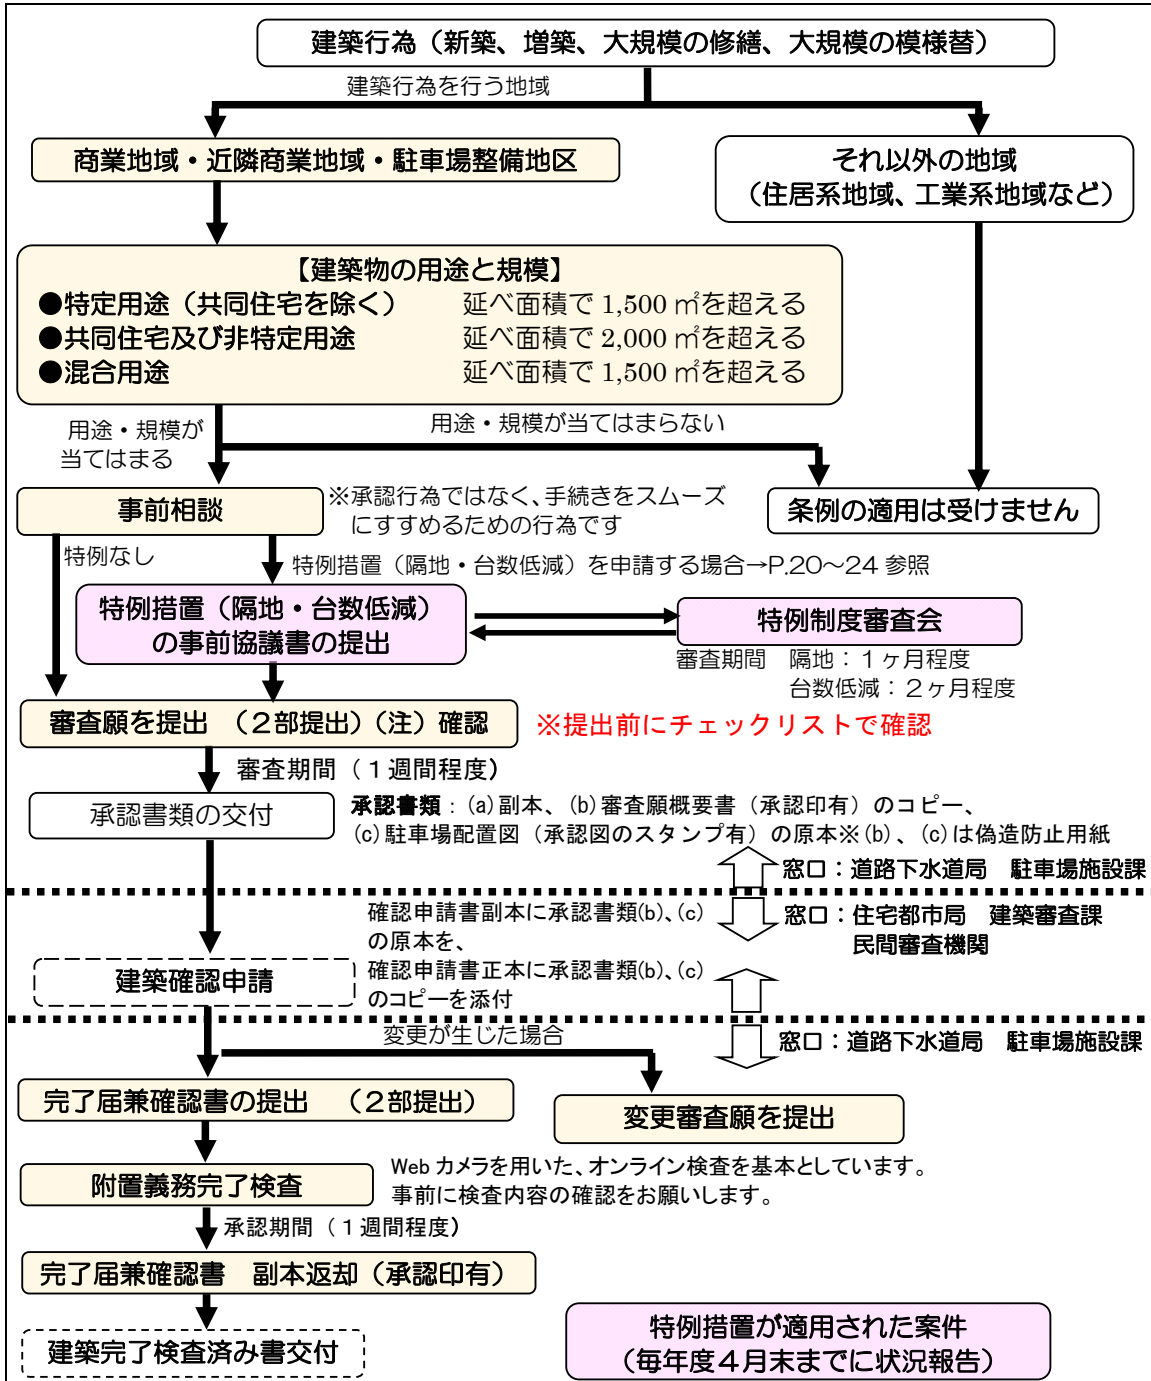 建築行為（新築、増築、大規模の修繕、大規模の模様替）
建築行為を行う地域
商業地域・近隣商業地域・駐車場整備地区
それ以外の地域
（住居系地域、工業系地域など）
【建築物の用途と規模】
●特定用途（共同住宅を除く）　延べ面積で 1,500 ㎡を超える
●共同住宅及び非特定用途　延べ面積で 2,000 ㎡を超える
●混合用途　延べ面積で 1,500 ㎡を超える
用途・規模が
当てはまる
用途・規模が当てはまらない
事前相談
※承認行為ではなく、手続きをスムーズ
にすすめるための行為です
条例の適用は受けません
特例なし
特例措置（隔地・台数低減）を申請する場合→P.20～24 参照
特例措置（隔地・台数低減）
の事前協議書の提出
特例制度審査会
審査期間　隔地：１ヶ月程度
台数低減：２ヶ月程度
審査願を提出　（２部提出）（注）確認
※提出前にチェックリストで確認
審査期間（１週間程度）
承認書類の交付
承認書類：(a)副本、(b)審査願概要書（承認印有）のコピー、
(c)駐車場配置図（承認図のスタンプ有）の原本※(b)、(c)は偽造防止用紙
窓口：道路下水道局　駐車場施設課
確認申請書副本に承認書類(b)、(c)
の原本を、
確認申請書正本に承認書類(b)、(c)
のコピーを添付
窓口：住宅都市局　建築審査課
民間審査機関
建築確認申請
変更が生じた場合
窓口：道路下水道局　駐車場施設課
完了届兼確認書の提出　（２部提出）
変更審査願を提出
附置義務完了検査
Web カメラを用いた、オンライン検査を基本としています。
事前に検査内容の確認をお願いします。
承認期間（１週間程度）
完了届兼確認書　副本返却（承認印有）
建築完了検査済み書交付
特例措置が適用された案件
（毎年度４月末までに状況報告）